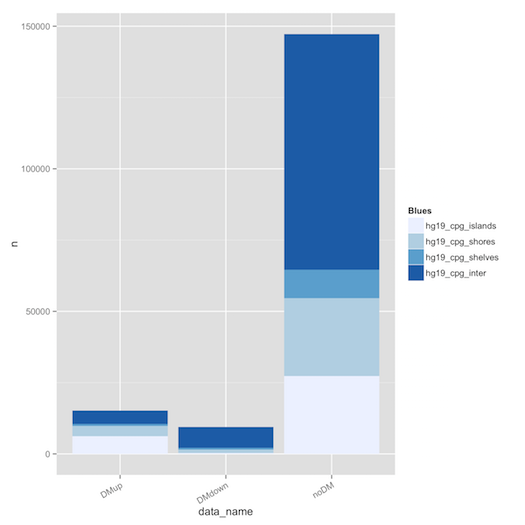 150000
100000
50000
0
n
DMup
DMdown
noDM
data_name
Blues
hg19_cpg_islands
hg19_cpg_shores
hg19_cpg_shelves
hg19_cpg_inter